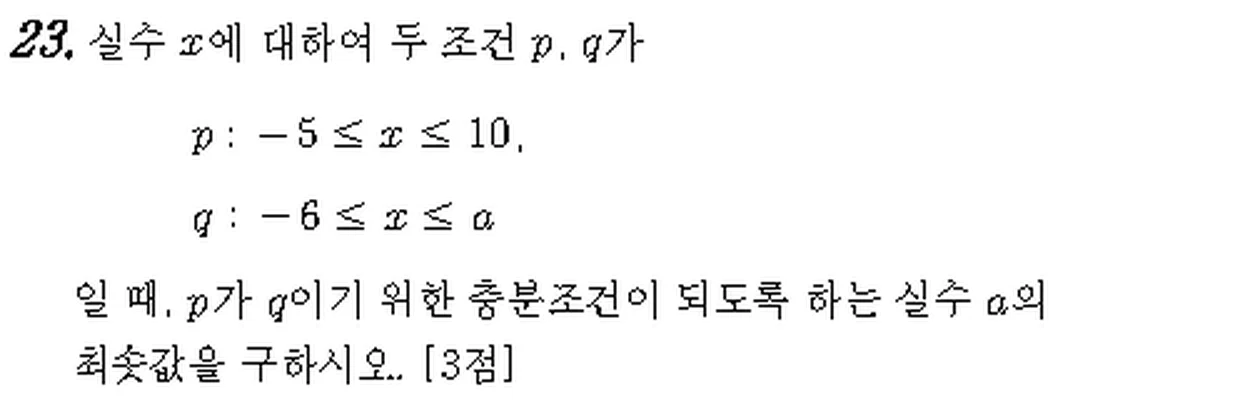 23. 실수 x에 대하여 두 조건 p, q가
p : −5 ≤ x ≤ 10,
q : −6 ≤ x ≤ a
일 때, p가 q이기 위한 충분조건이 되도록 하는 실수 a의
최솟값을 구하시오. [3점]